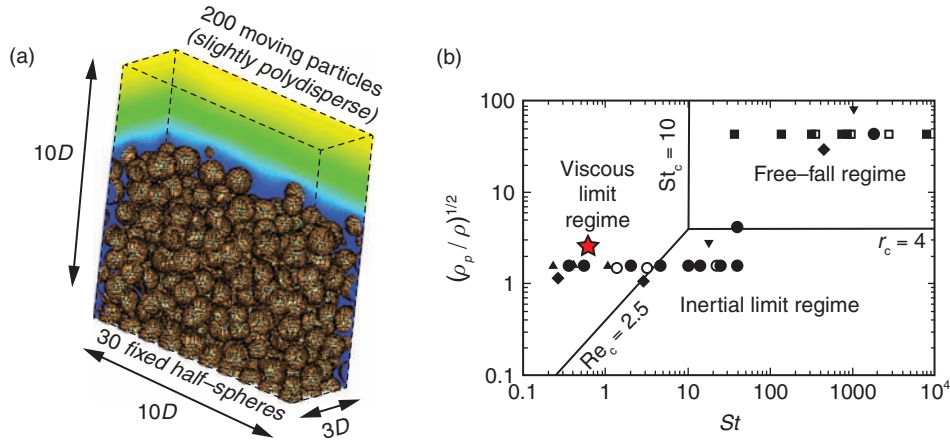 (a)
200 moving particles
(slightly polydisperse)
10D
30 fixed half–spheres
10D
3D
(b)
100
10
1
0.1
(ρp / ρ)^1/2
Viscous
limit
regime
Stc = 10
Free–fall regime
rc = 4
Rec = 2.5
Inertial limit regime
0.1
1
10
100
1000
10^4
St